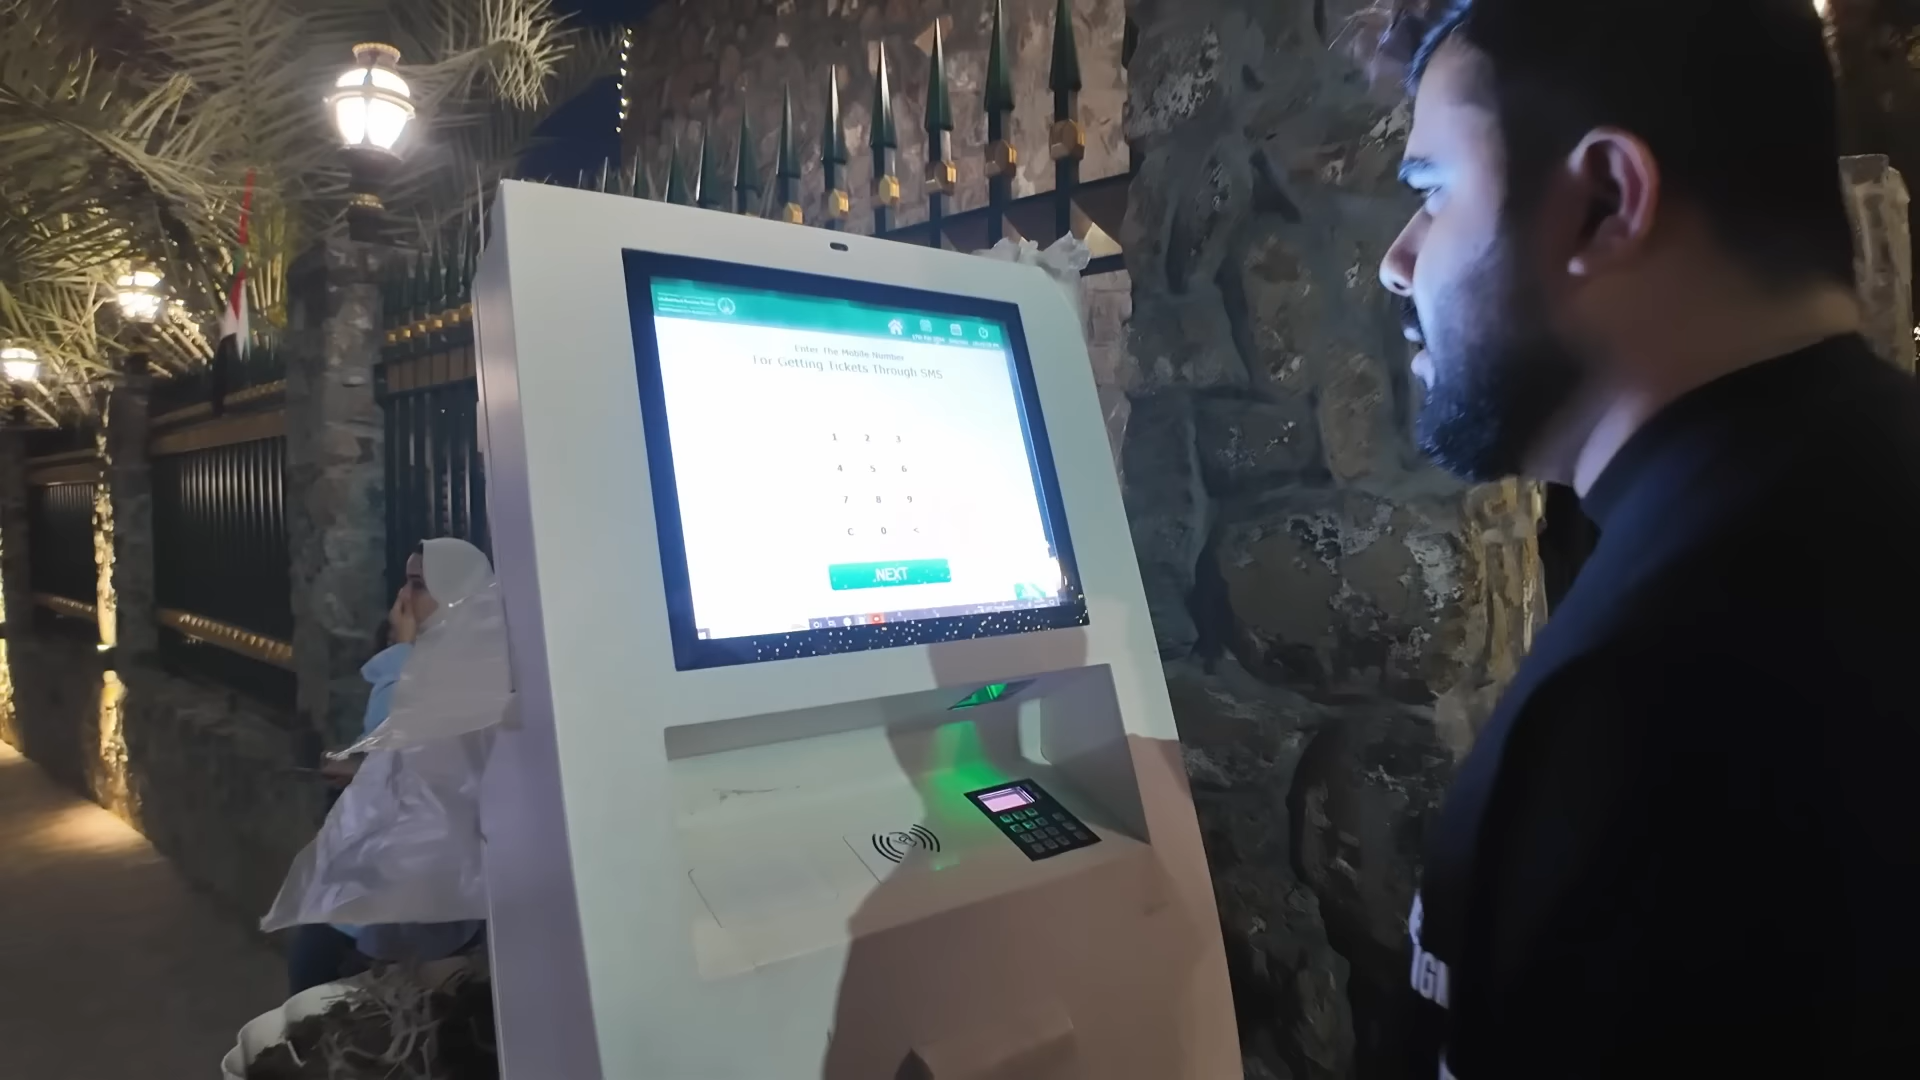 Enter The Mobile Number
For Getting Tickets Through SMS
1 2 3
4 5 6
7 8 9
C 0 <
NEXT